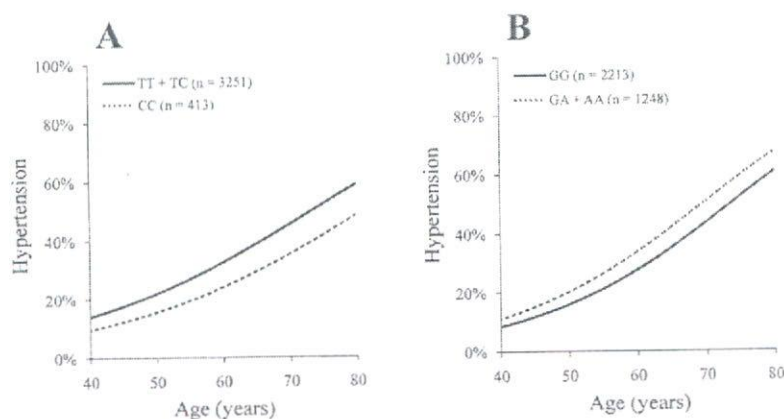 A
100%
80%
60%
40%
20%
0%
Hypertension
TT + TC (n = 3251)
CC (n = 413)
40 50 60 70 80
Age (years)
B
100%
80%
60%
40%
20%
0%
Hypertension
GG (n = 2213)
GA + AA (n = 1248)
40 50 60 70 80
Age (years)